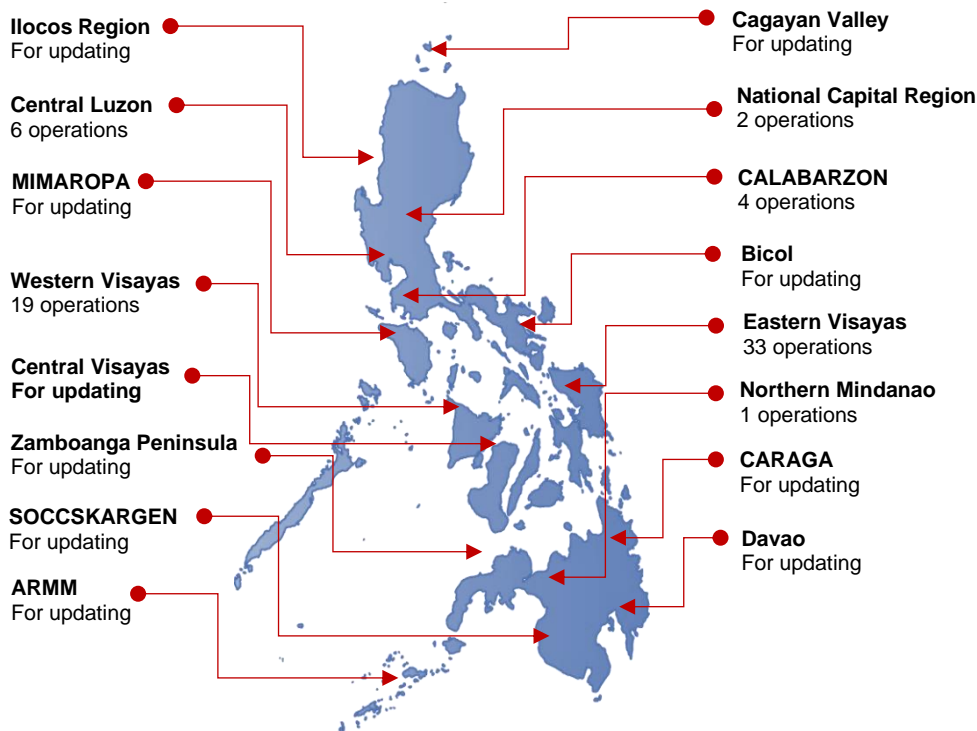 Ilocos Region
For updating
Central Luzon
6 operations
MIMAROPA
For updating
Western Visayas
19 operations
Central Visayas
For updating
Zamboanga Peninsula
For updating
SOCCSKARGEN
For updating
ARMM
For updating
Cagayan Valley
For updating
National Capital Region
2 operations
CALABARZON
4 operations
Bicol
For updating
Eastern Visayas
33 operations
Northern Mindanao
1 operations
CARAGA
For updating
Davao
For updating